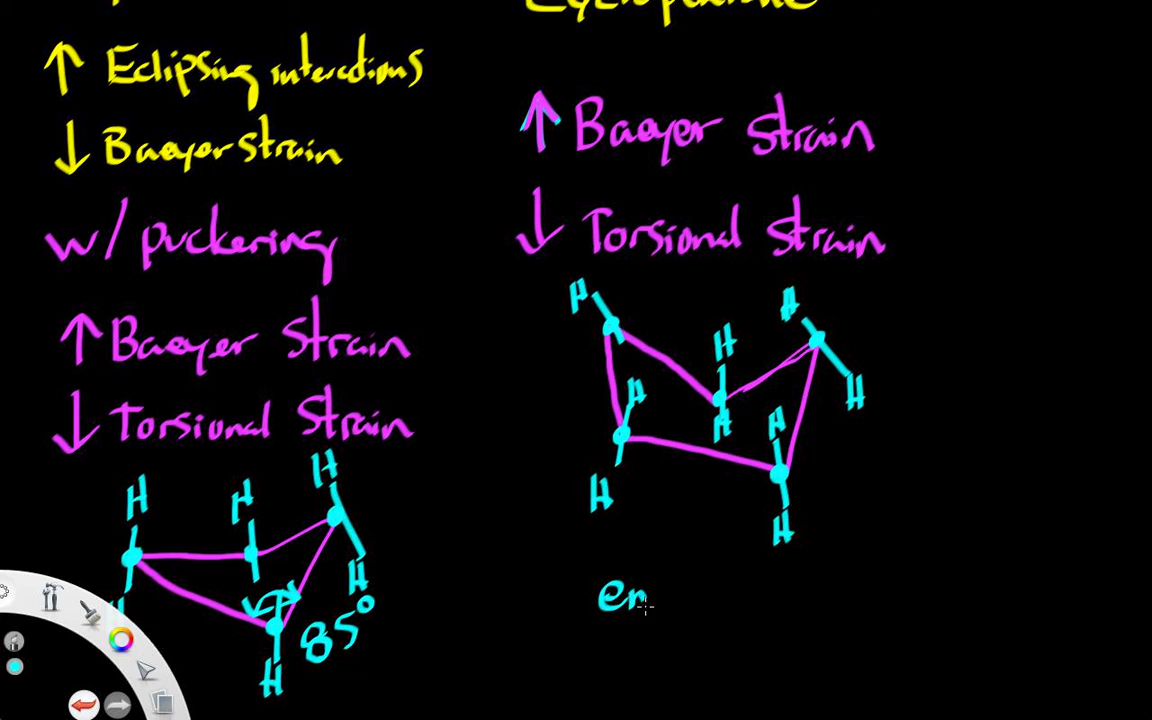 ↑ Eclipsing interactions
↓ Baeyer strain
w/ puckering
↑ Baeyer Strain
↓ Torsional Strain
H H H
H
H
85°
↑ Baeyer Strain
↓ Torsional Strain
H H
H
H H
H H
H
H
en